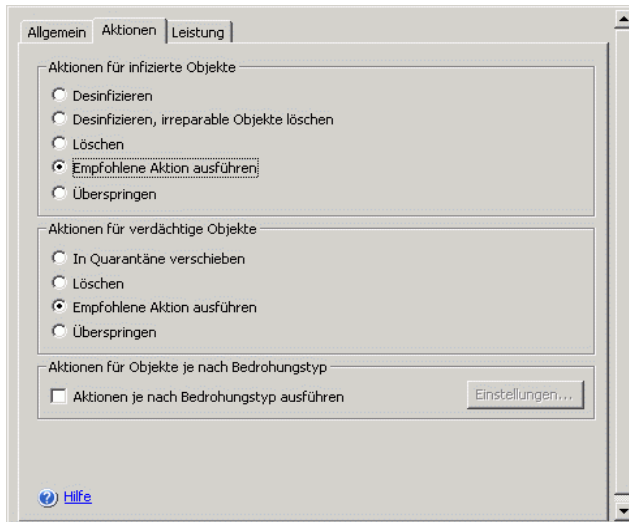 Allgemein Aktionen Leistung
Aktionen für infizierte Objekte
Desinfizieren
Desinfizieren, irreparable Objekte löschen
Löschen
Empfohlene Aktion ausführen
Überspringen
Aktionen für verdächtige Objekte
In Quarantäne verschieben
Löschen
Empfohlene Aktion ausführen
Überspringen
Aktionen für Objekte je nach Bedrohungstyp
Aktionen je nach Bedrohungstyp ausführen Einstellungen...
Hilfe